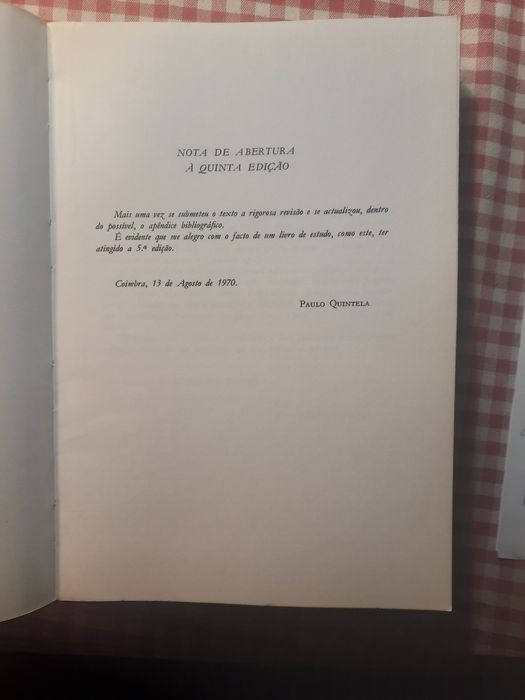 NOTA DE ABERTURA
À QUINTA EDIÇÃO
Mais uma vez se submeteu o texto a rigorosa revisão e se actualizou, dentro
do possível, o apêndice bibliográfico.
É evidente que me alegro com o facto de um livro de estudo, como este, ter
atingido a 5.ª edição.
Coimbra, 13 de Agosto de 1970.
PAULO QUINTELA